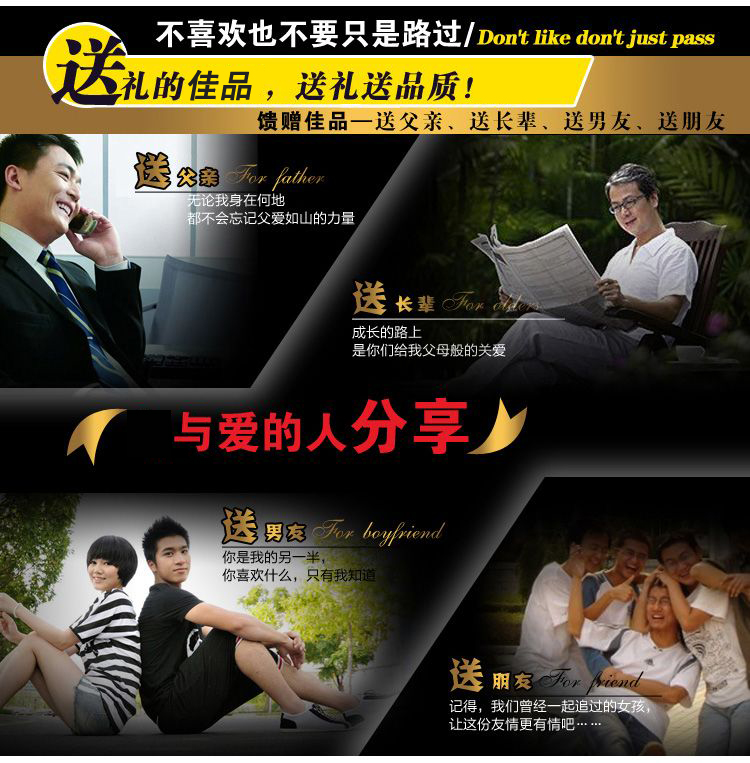 不喜欢也不要只是路过/Don't like don't just pass
送礼的佳品，送礼送品质！
馈赠佳品—送父亲、送长辈、送男友、送朋友
送父亲 For father
无论我身在何地
都不会忘记父爱如山的力量
送长辈 For olders
成长的路上
是你们给我父母般的关爱
与爱的人分享
送男友 For boyfriend
你是我的另一半，
你喜欢什么，只有我知道
送朋友 For friend
记得，我们曾经一起追过的女孩，
让这份友情更有情吧……